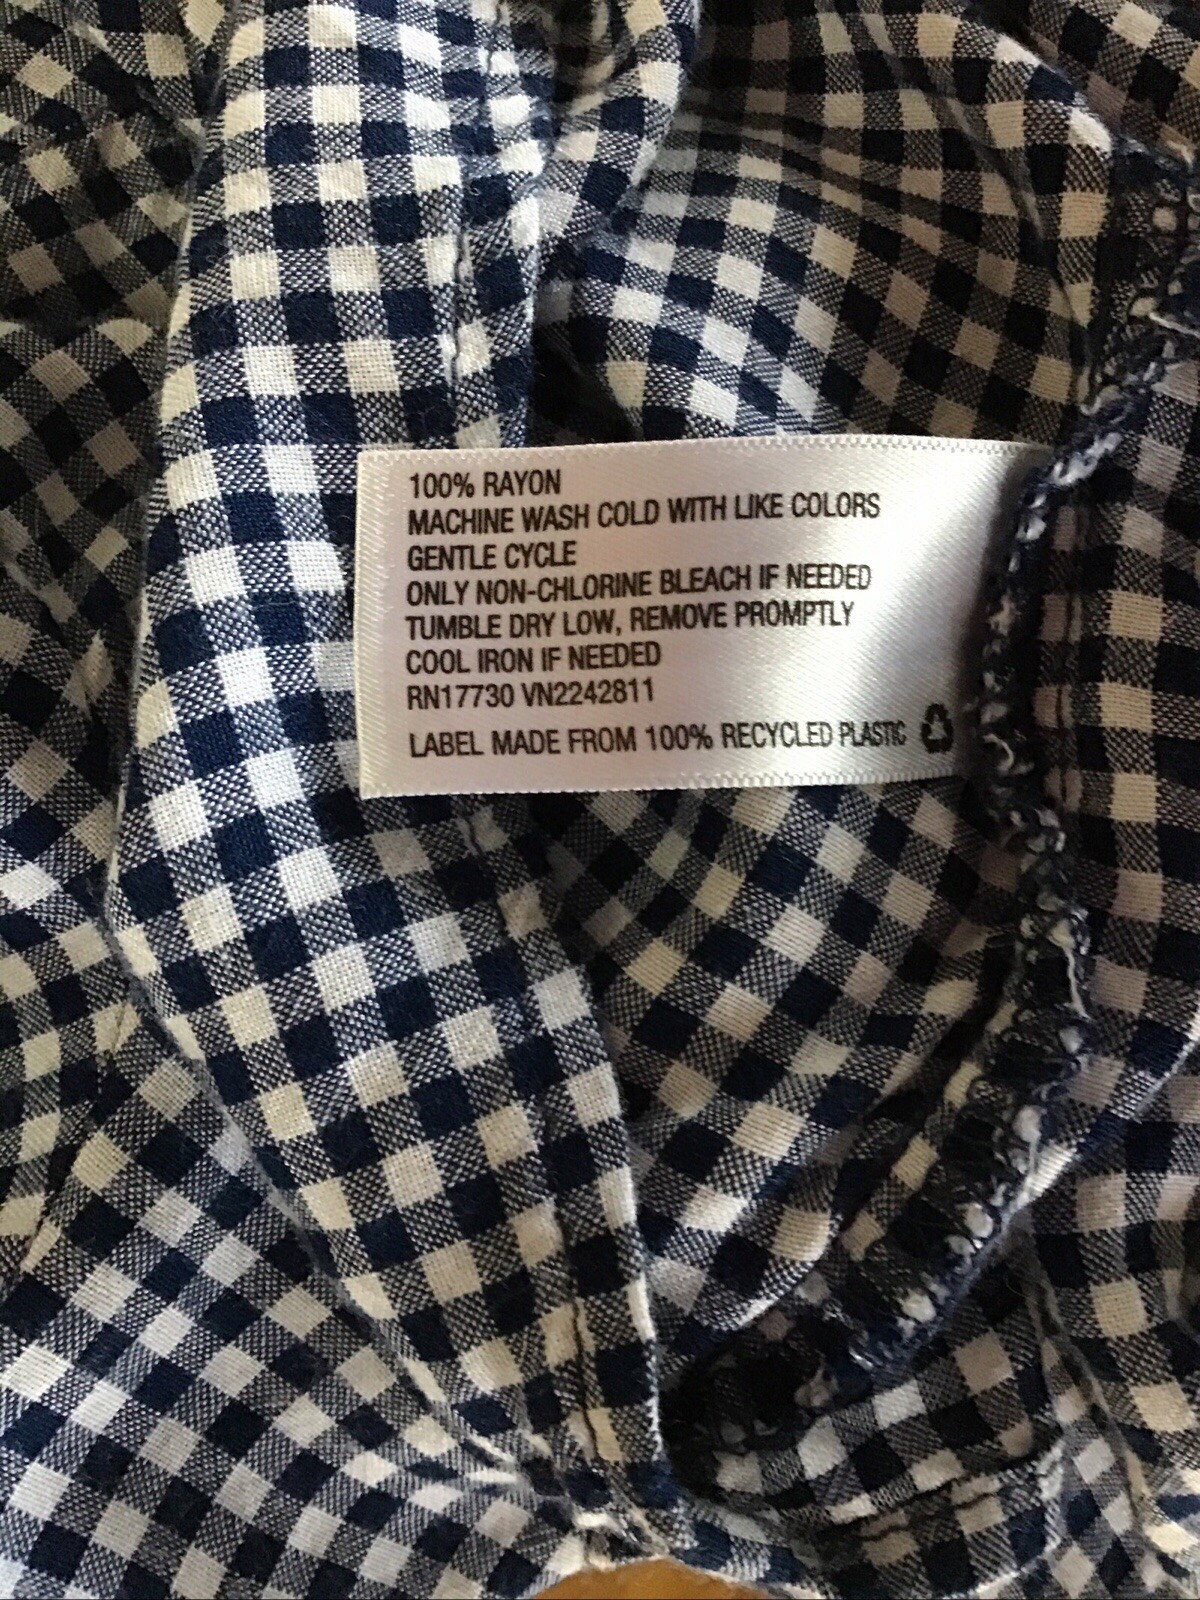 100% RAYON
MACHINE WASH COLD WITH LIKE COLORS
GENTLE CYCLE
ONLY NON-CHLORINE BLEACH IF NEEDED
TUMBLE DRY LOW, REMOVE PROMPTLY
COOL IRON IF NEEDED
RN17730 VN2242811
LABEL MADE FROM 100% RECYCLED PLASTIC